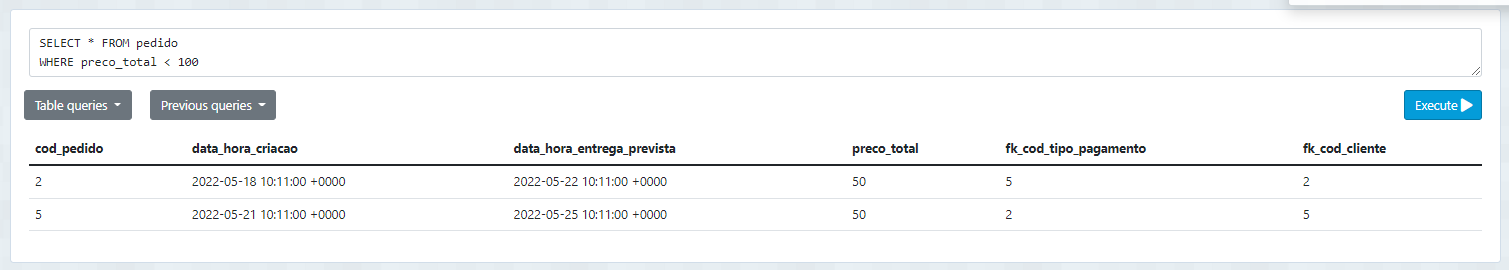 SELECT * FROM pedido
WHERE preco_total < 100
Table queries Previous queries Execute
cod_pedido data_hora_criacao data_hora_entrega_prevista preco_total fk_cod_tipo_pagamento fk_cod_cliente
2 2022-05-18 10:11:00 +0000 2022-05-22 10:11:00 +0000 50 5 2
5 2022-05-21 10:11:00 +0000 2022-05-25 10:11:00 +0000 50 2 5